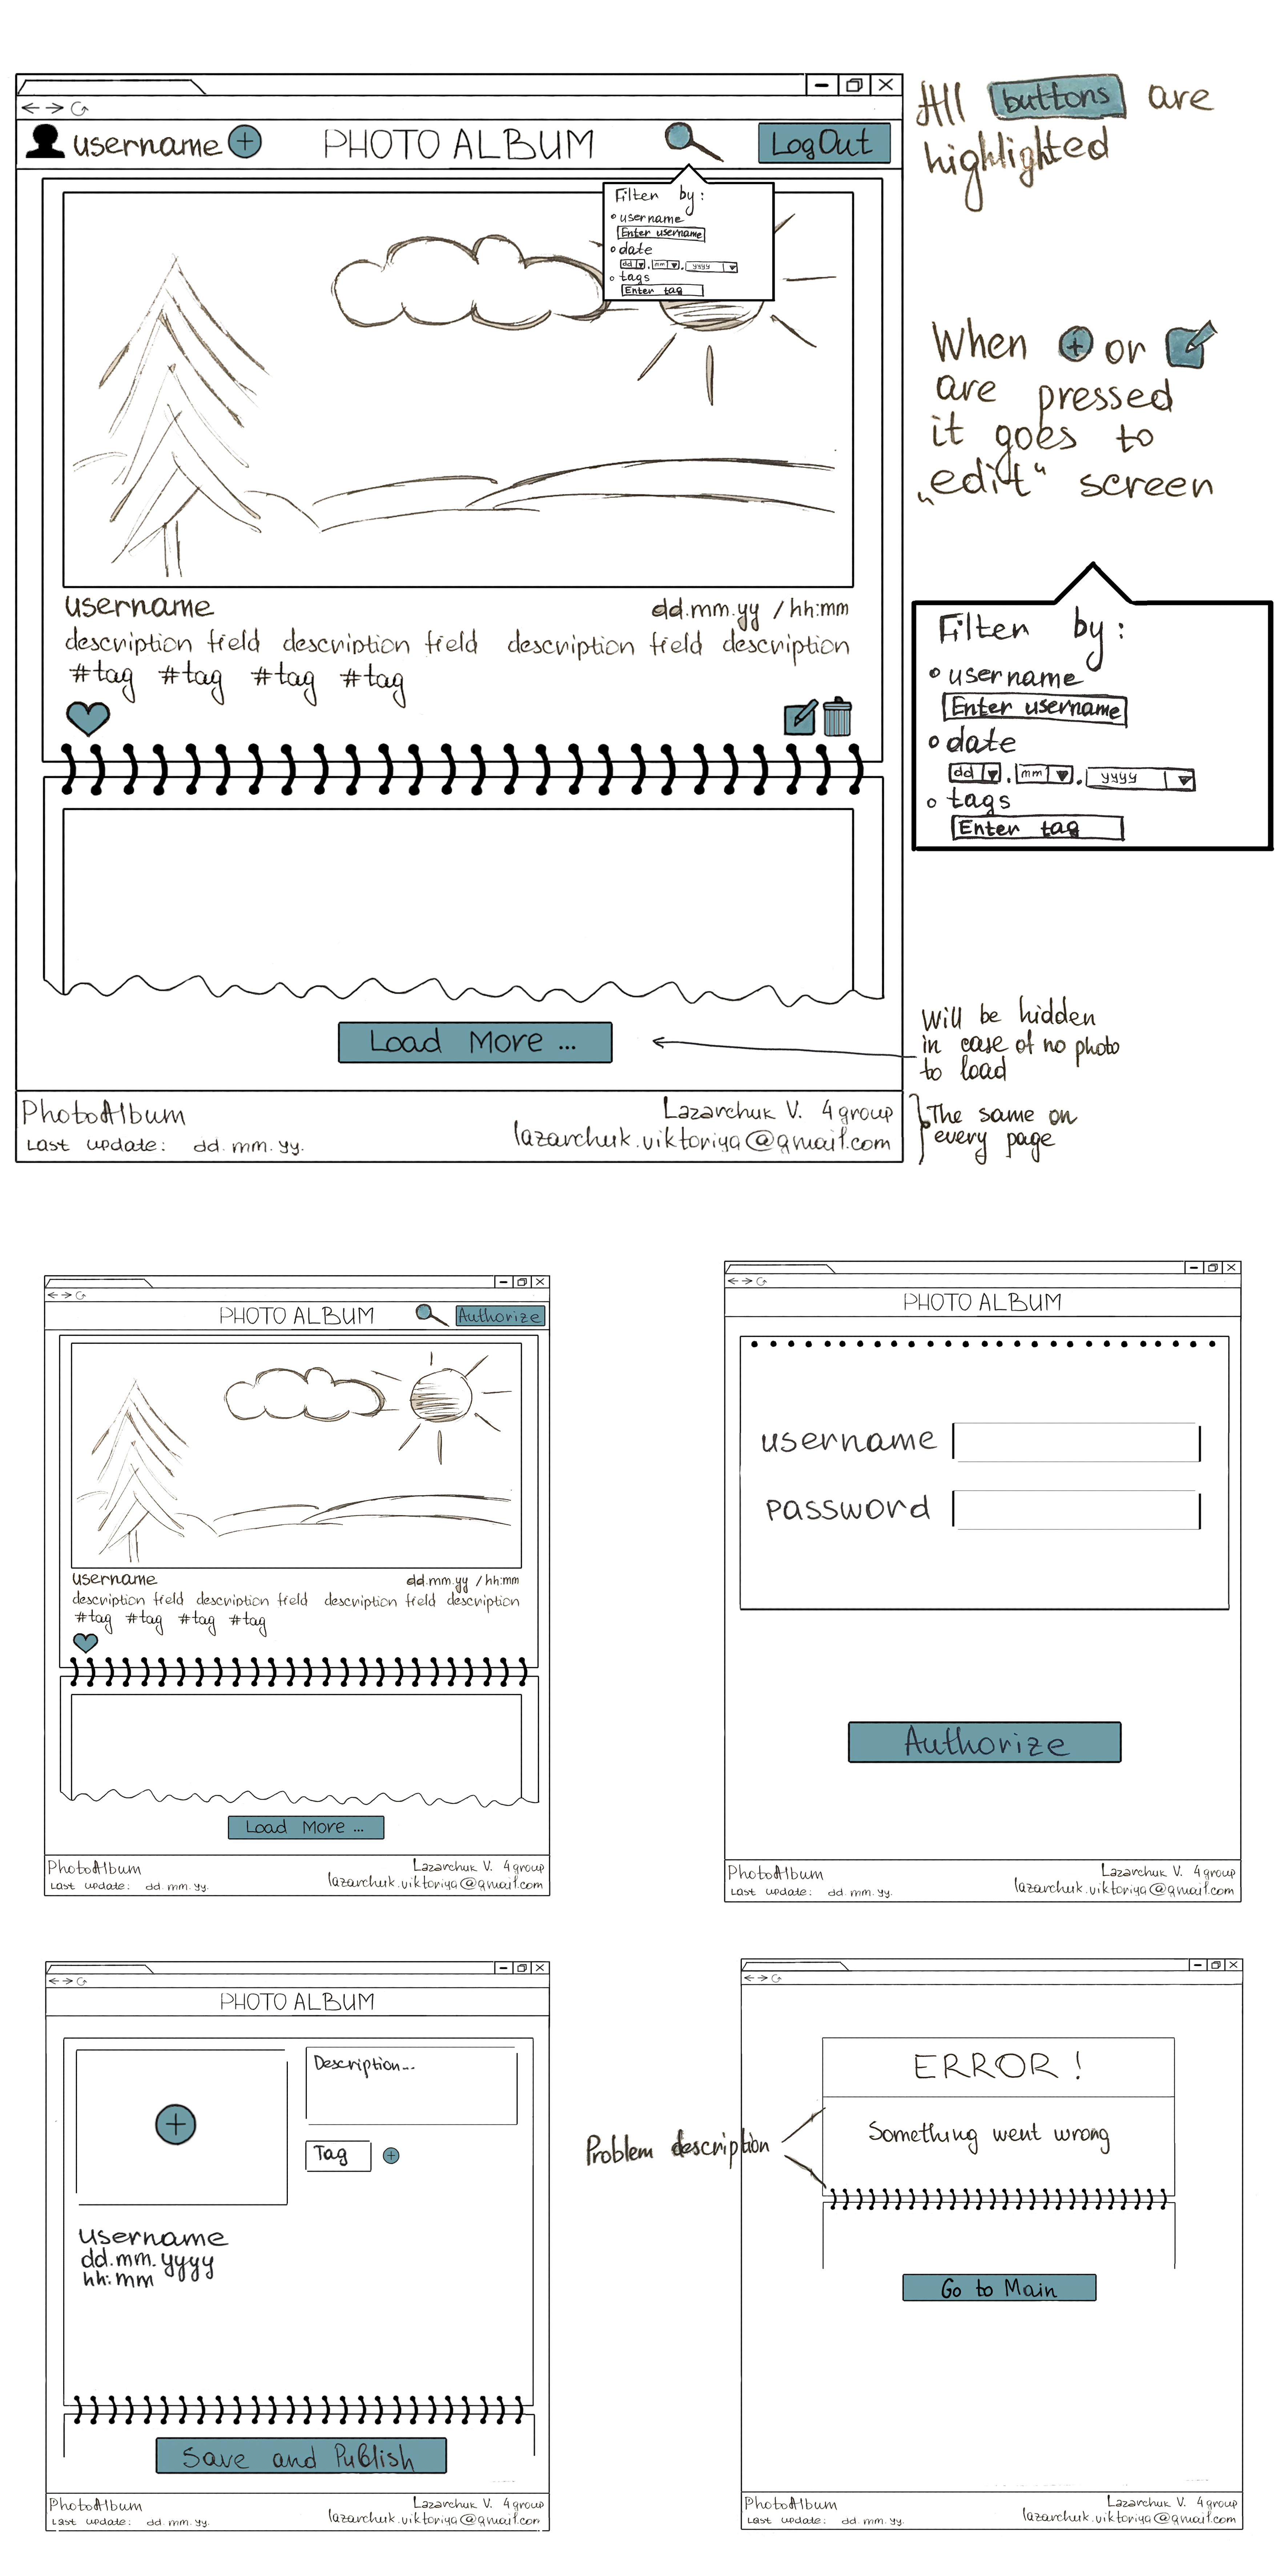 username
PHOTO ALBUM
LogOut
Filter by:
username
Enter username
date
dd . mm . yyyy
tags
Enter tag
username dd.mm.yy / hh:mm
description field description field description field description
#tag #tag #tag #tag
Load More ...
PhotoAlbum
Last update: dd.mm.yy.
Lazarchuk V. 4 group
lazarchuk.viktoriya@gmail.com
All buttons are
highlighted
When + or
are pressed
it goes to
„edit“ screen
Filter by:
username
Enter username
date
dd . mm . yyyy
tags
Enter tag
Will be hidden
in case of no photo
to load
The same on
every page
PHOTO ALBUM
Authorize
username dd.mm.yy / hh:mm
description field description field description field description
#tag #tag #tag #tag
Load More ...
PhotoAlbum
Last update: dd.mm.yy.
Lazarchuk V. 4 group
lazarchuk.viktoriya@gmail.com
PHOTO ALBUM
username
password
Authorize
PhotoAlbum
Last update: dd.mm.yy.
Lazarchuk V. 4 group
lazarchuk.viktoriya@gmail.com
PHOTO ALBUM
Description...
Tag
username
dd.mm.yyyy
hh:mm
Save and Publish
PhotoAlbum
Last update: dd.mm.yy.
Lazarchuk V. 4 group
lazarchuk.viktoriya@gmail.com
ERROR!
Something went wrong
Problem description
Go to Main
PhotoAlbum
Last update: dd.mm.yy.
Lazarchuk V. 4 group
lazarchuk.viktoriya@gmail.com